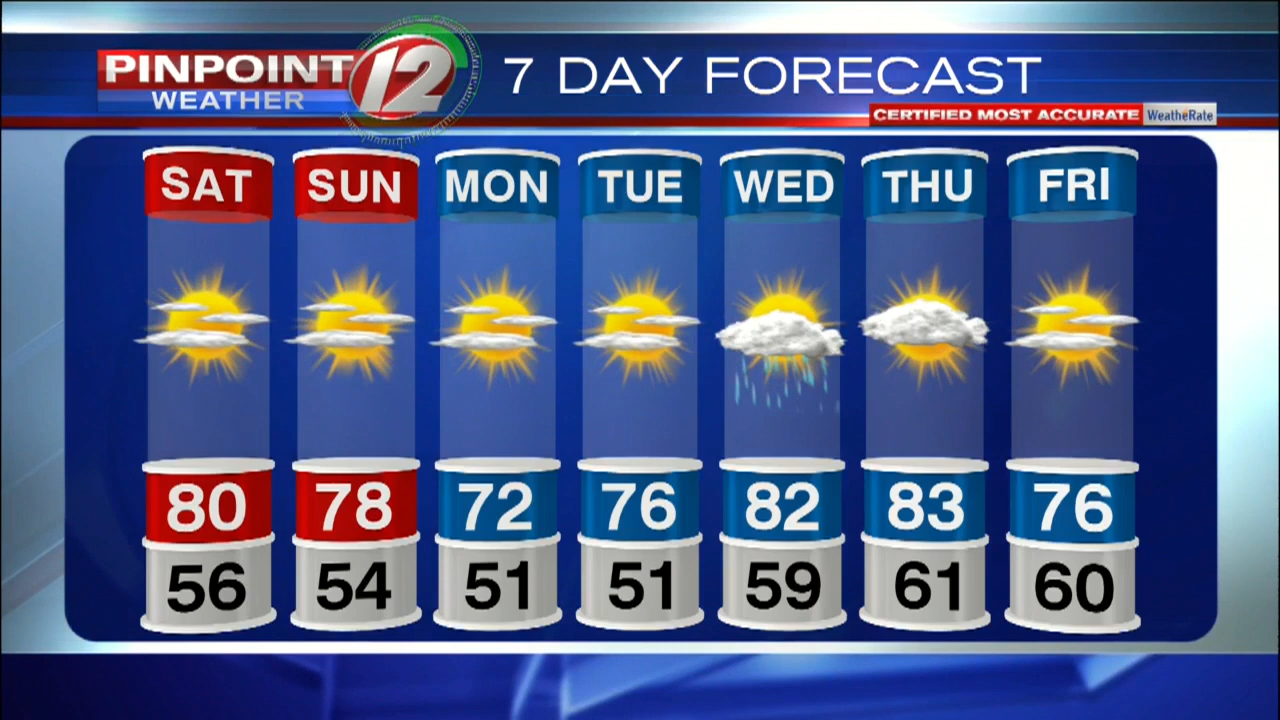 PINPOINT
WEATHER
12
7 DAY FORECAST
CERTIFIED MOST ACCURATE WeatheRate
SAT SUN MON TUE WED THU FRI
80 78 72 76 82 83 76
56 54 51 51 59 61 60